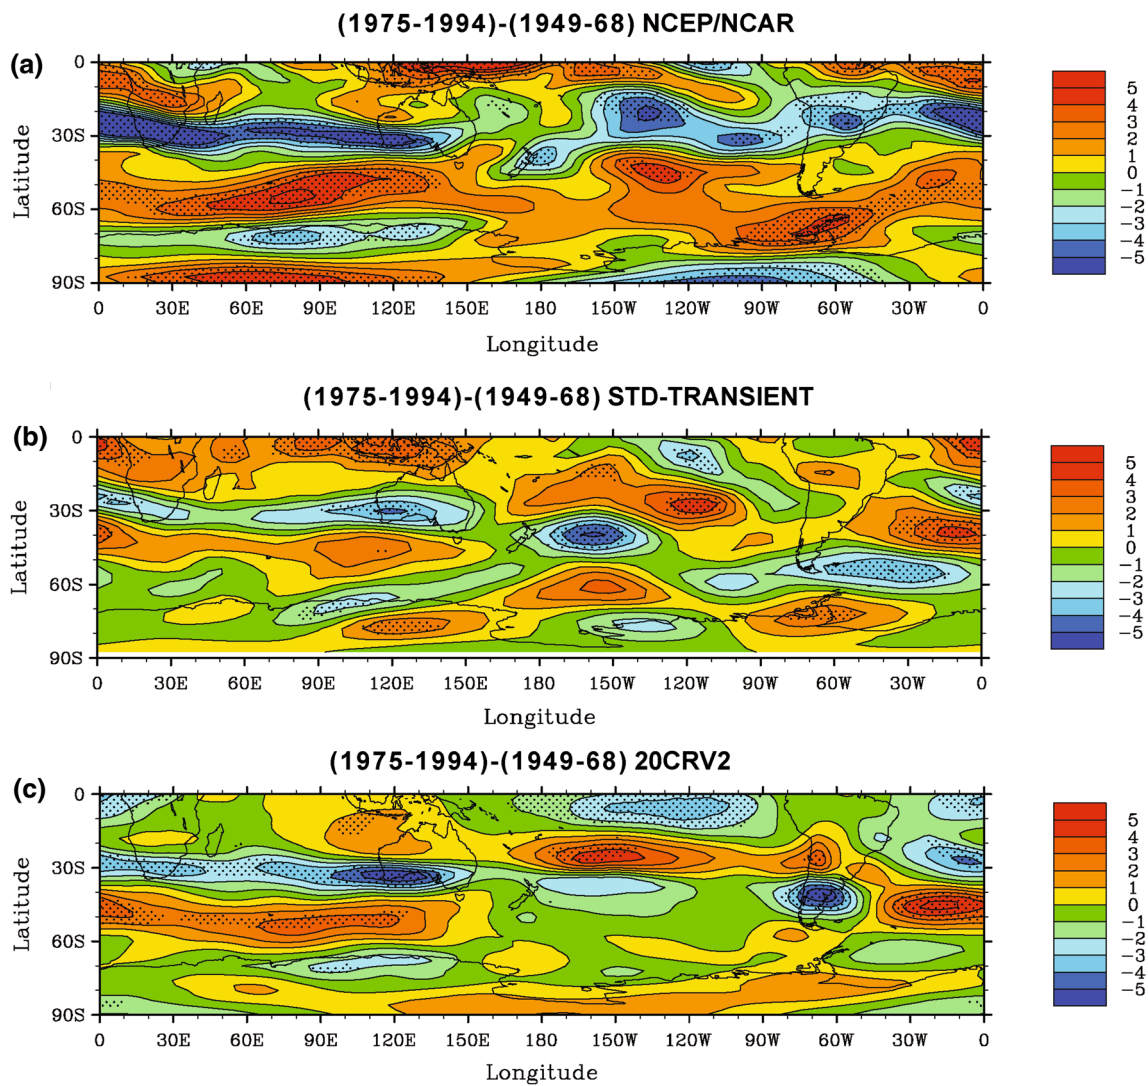 (1975-1994)-(1949-68) NCEP/NCAR
(a)
0
30S
60S
90S
Latitude
0 30E 60E 90E 120E 150E 180 150W 120W 90W 60W 30W 0
Longitude
5
4
3
2
1
0
-1
-2
-3
-4
-5
(1975-1994)-(1949-68) STD-TRANSIENT
(b)
0
30S
60S
90S
Latitude
0 30E 60E 90E 120E 150E 180 150W 120W 90W 60W 30W 0
Longitude
5
4
3
2
1
0
-1
-2
-3
-4
-5
(1975-1994)-(1949-68) 20CRV2
(c)
0
30S
60S
90S
Latitude
0 30E 60E 90E 120E 150E 180 150W 120W 90W 60W 30W 0
Longitude
5
4
3
2
1
0
-1
-2
-3
-4
-5